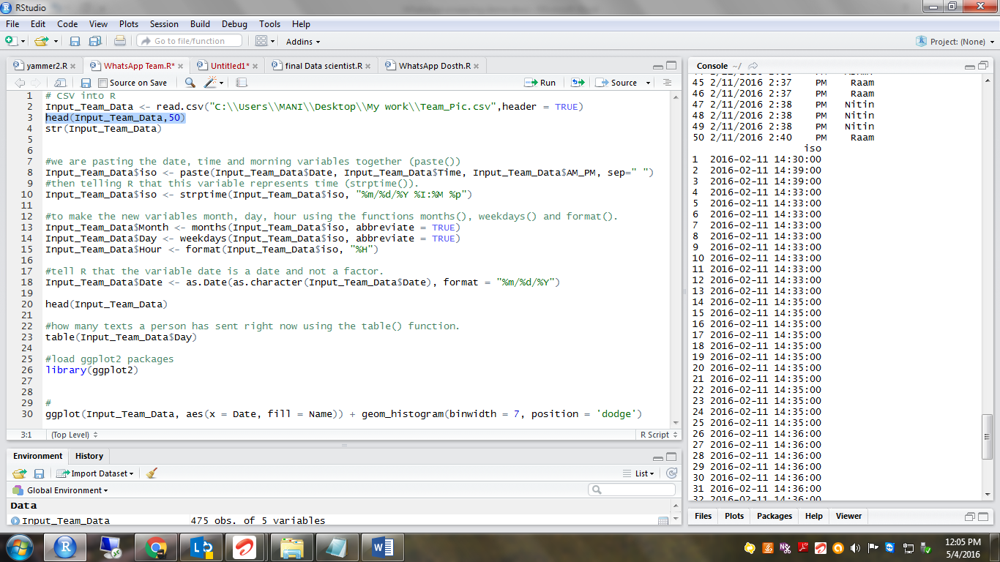 RStudio
File Edit Code View Plots Session Build Debug Tools Help
Go to file/function Addins Project: (None)
yammer2.R WhatsApp Team.R* Untitled1* final Data scientist.R WhatsApp Dosth.R
Source on Save Run Source
1 # CSV into R
2 Input_Team_Data <- read.csv("C:\\Users\\MANI\\Desktop\\My work\\Team_Pic.csv",header = TRUE)
3 head(Input_Team_Data,50)
4 str(Input_Team_Data)
5
6
7 #we are pasting the date, time and morning variables together (paste())
8 Input_Team_Data$iso <- paste(Input_Team_Data$Date, Input_Team_Data$Time, Input_Team_Data$AM_PM, sep=" ")
9 #then telling R that this variable represents time (strptime()).
10 Input_Team_Data$iso <- strptime(Input_Team_Data$iso, "%m/%d/%Y %I:%M %p")
11
12 #to make the new variables month, day, hour using the functions months(), weekdays() and format().
13 Input_Team_Data$Month <- months(Input_Team_Data$iso, abbreviate = TRUE)
14 Input_Team_Data$Day <- weekdays(Input_Team_Data$iso, abbreviate = TRUE)
15 Input_Team_Data$Hour <- format(Input_Team_Data$iso, "%H")
16
17 #tell R that the variable date is a date and not a factor.
18 Input_Team_Data$Date <- as.Date(as.character(Input_Team_Data$Date), format = "%m/%d/%Y")
19
20 head(Input_Team_Data)
21
22 #how many texts a person has sent right now using the table() function.
23 table(Input_Team_Data$Day)
24
25 #load ggplot2 packages
26 library(ggplot2)
27
28
29 #
30 ggplot(Input_Team_Data, aes(x = Date, fill = Name)) + geom_histogram(binwidth = 7, position = 'dodge')
3:1 (Top Level) R Script
Environment History
Import Dataset List
Global Environment
Data
Input_Team_Data 475 obs. of 5 variables
Console ~/
45 2/11/2016 2:37 PM Raam
46 2/11/2016 2:37 PM Raam
47 2/11/2016 2:38 PM Nitin
48 2/11/2016 2:38 PM Nitin
49 2/11/2016 2:38 PM Nitin
50 2/11/2016 2:40 PM Raam
iso
1 2016-02-11 14:30:00
2 2016-02-11 14:39:00
3 2016-02-11 14:39:00
4 2016-02-11 14:33:00
5 2016-02-11 14:33:00
6 2016-02-11 14:33:00
7 2016-02-11 14:33:00
8 2016-02-11 14:33:00
9 2016-02-11 14:33:00
10 2016-02-11 14:33:00
11 2016-02-11 14:33:00
12 2016-02-11 14:33:00
13 2016-02-11 14:33:00
14 2016-02-11 14:35:00
15 2016-02-11 14:35:00
16 2016-02-11 14:35:00
17 2016-02-11 14:35:00
18 2016-02-11 14:35:00
19 2016-02-11 14:35:00
20 2016-02-11 14:35:00
21 2016-02-11 14:35:00
22 2016-02-11 14:35:00
23 2016-02-11 14:35:00
24 2016-02-11 14:35:00
25 2016-02-11 14:35:00
26 2016-02-11 14:36:00
27 2016-02-11 14:36:00
28 2016-02-11 14:36:00
29 2016-02-11 14:36:00
30 2016-02-11 14:36:00
31 2016-02-11 14:36:00
32 2016-02-11 14:36:00
Files Plots Packages Help Viewer
12:05 PM
5/4/2016